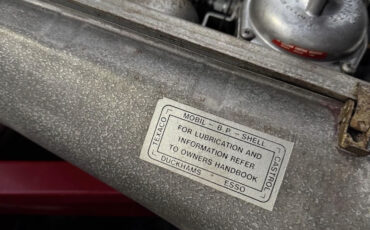 MOBIL - B.P. - SHELL
TEXACO
FOR LUBRICATION AND
INFORMATION REFER
TO OWNERS HANDBOOK
CASTROL
DUCKHAMS - ESSO